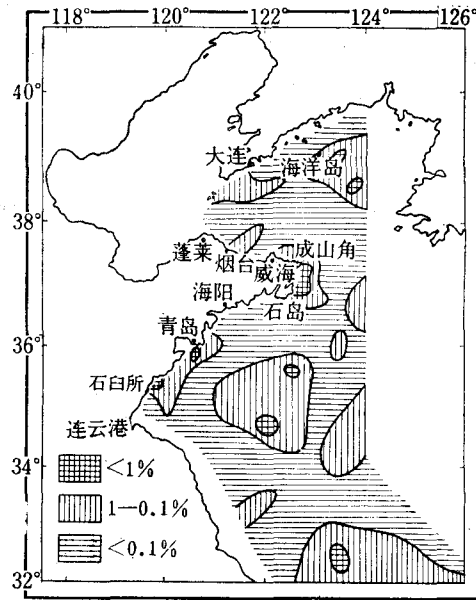 118° 120° 122° 124° 126°
40°
大连
海洋岛
38°
蓬莱
烟台
威海
成山角
海阳
石岛
青岛
36°
石臼所
连云港
34°
<1%
1—0.1%
<0.1%
32°